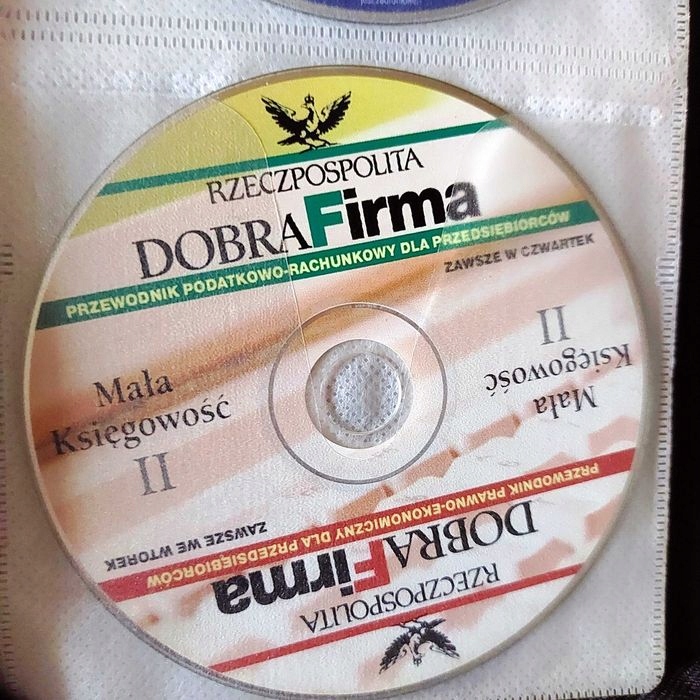 RZECZPOSPOLITA
DOBRAFirma
PRZEWODNIK PODATKOWO-RACHUNKOWY DLA PRZEDSIĘBIORCÓW
ZAWSZE W CZWARTEK
Mała
Księgowość
II
Mała
Księgowość
II
RZECZPOSPOLITA
DOBRAFirma
PRZEWODNIK PRAWNO-EKONOMICZNY DLA PRZEDSIĘBIORCÓW
ZAWSZE WE WTOREK